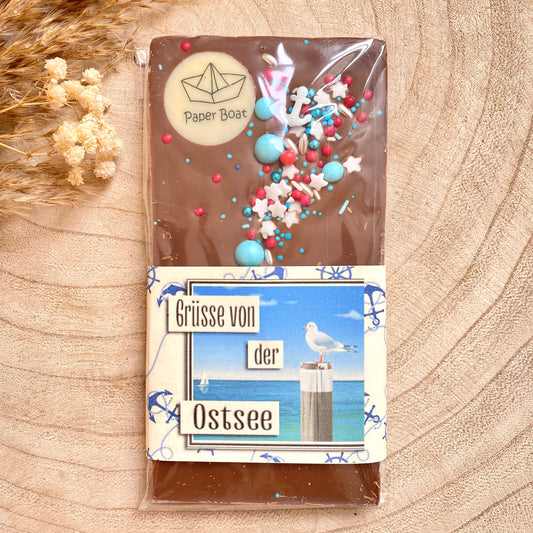 Paper Boat
Grüsse von
der
Ostsee